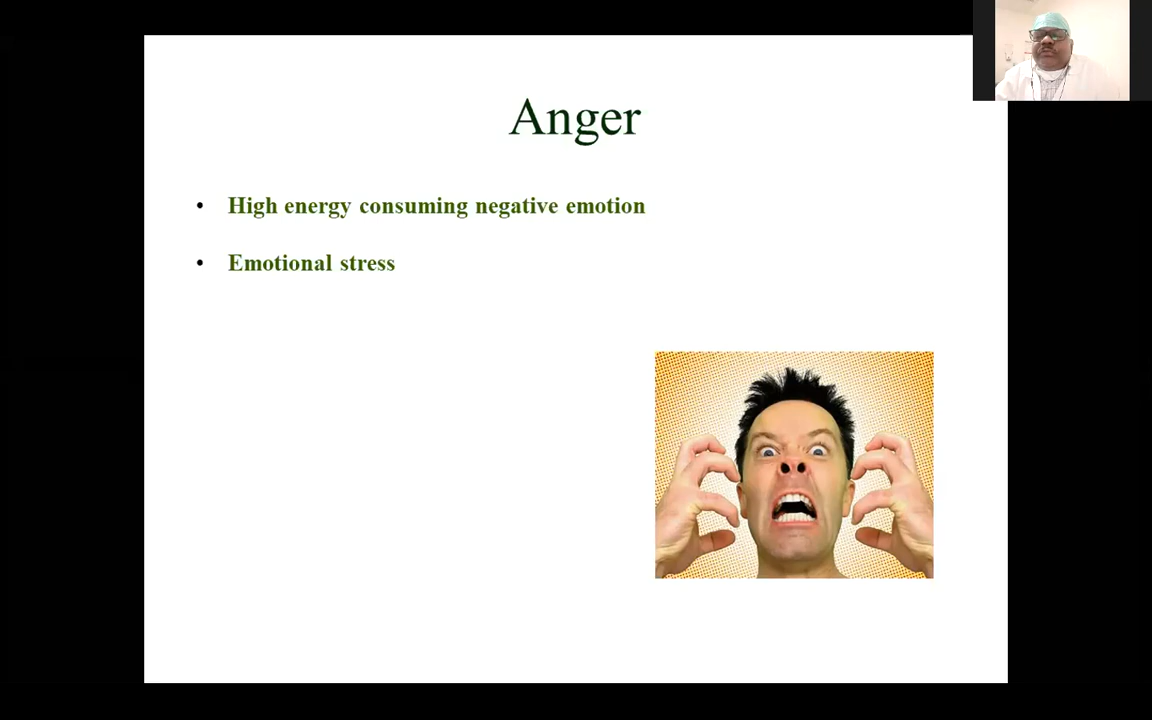 Anger
• High energy consuming negative emotion
• Emotional stress